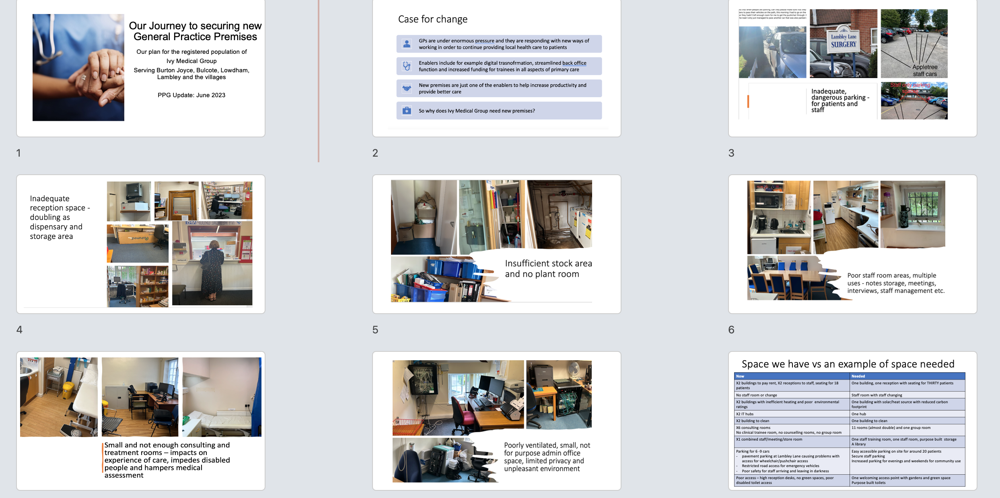 Our Journey to securing new
General Practice Premises
Our plan for the registered population of
Ivy Medical Group
Serving Burton Joyce, Bulcote, Lowdham,
Lambley and the villages
PPG Update: June 2023
1
Case for change
GPs are under enormous pressure and they are responding with new ways of
working in order to continue providing local health care to patients
Enablers include for example digital trasnofrmation, streamlined back office
function and increased funding for trainees in all aspects of primary care
New premises are just one of the enablers to help increase productivity and
provide better care
So why does Ivy Medical Group need new premises?
2
that when people are parking, can they please make sure that they
to pass their vehicles on the path, this morning I had to go on the
they hadn't left enough room for me to get the pushchair through.
the road I only just managed to pass another car that was also parked
Lambley Lane
SURGERY
Appletree
staff cars
Inadequate,
dangerous parking -
for patients and
staff
Staff only parking
spaces
3
Inadequate
reception space -
doubling as
dispensary and
storage area
IVY MEDICAL GROUP NHS
4
Insufficient stock area
and no plant room
5
Poor staff room areas, multiple
uses - notes storage, meetings,
interviews, staff management etc.
6
Small and not enough consulting and
treatment rooms – impacts on
experience of care, impedes disabled
people and hampers medical
assessment
Poorly ventilated, small, not
for purpose admin office
space, limited privacy and
unpleasant environment
Space we have vs an example of space needed
Now
Needed
X2 buildings to pay rent, X2 receptions to staff, seating for 18
patients
One building, one reception with seating for THIRTY patients
No staff room or change
Staff room with staff changing
X2 buildings with inefficient heating and poor environmental
ratings
One building with solar/heat source with reduced carbon
footprint
X2 IT hubs
One hub
X2 building to clean
One building to clean
X6 consulting rooms
No clinical trainee room, no counselling rooms, no group room
11 rooms (almost double) and one group room
X1 combined staff/meeting/store room
One staff training room, one staff room, purpose built storage
A library
Parking for 6 -9 cars
- pavement parking at Lambley Lane causing problems with
access for wheelchair/pushchair access
- Restricted road access for emergency vehicles
- Poor safety for staff arriving and leaving in darkness
Easy accessible parking on site for around 20 patients
Secure staff parking
Increased parking for evenings and weekends for community use
Poor access – high reception desks, no green spaces, poor
disabled toilet access
One welcoming access point with gardens and green space
Purpose built toilets